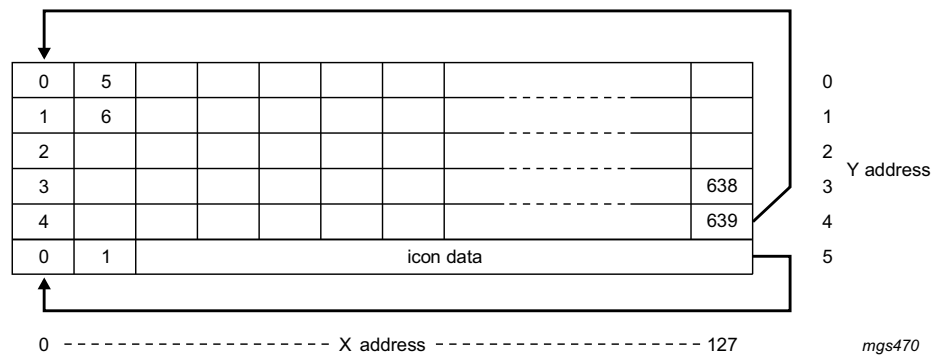 0 5 0
1 6 1
2 2
Y address
3 638 3
4 639 4
0 1 icon data 5
0 X address 127
mgs470